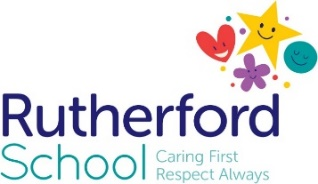 Rutherford
School
Caring First
Respect Always